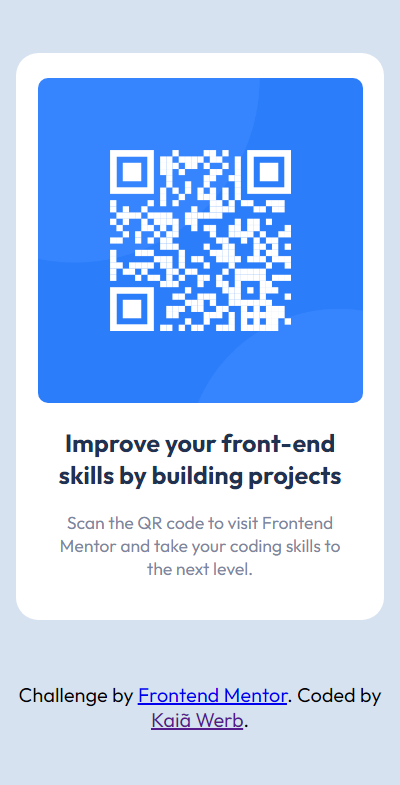 Improve your front-end
skills by building projects
Scan the QR code to visit Frontend
Mentor and take your coding skills to
the next level.
Challenge by Frontend Mentor. Coded by
Kaiã Werb.